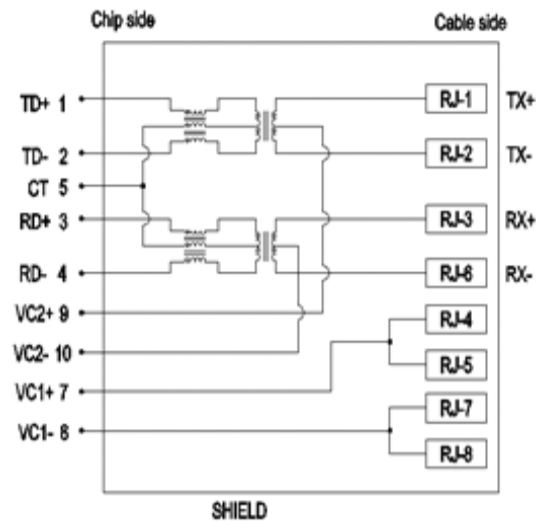 Chip side
Cable side
TD+ 1
RJ-1 TX+
TD- 2
RJ-2 TX-
CT 5
RD+ 3
RJ-3 RX+
RD- 4
RJ-6 RX-
VC2+ 9
RJ-4
VC2- 10
RJ-5
VC1+ 7
RJ-7
VC1- 8
RJ-8
SHIELD